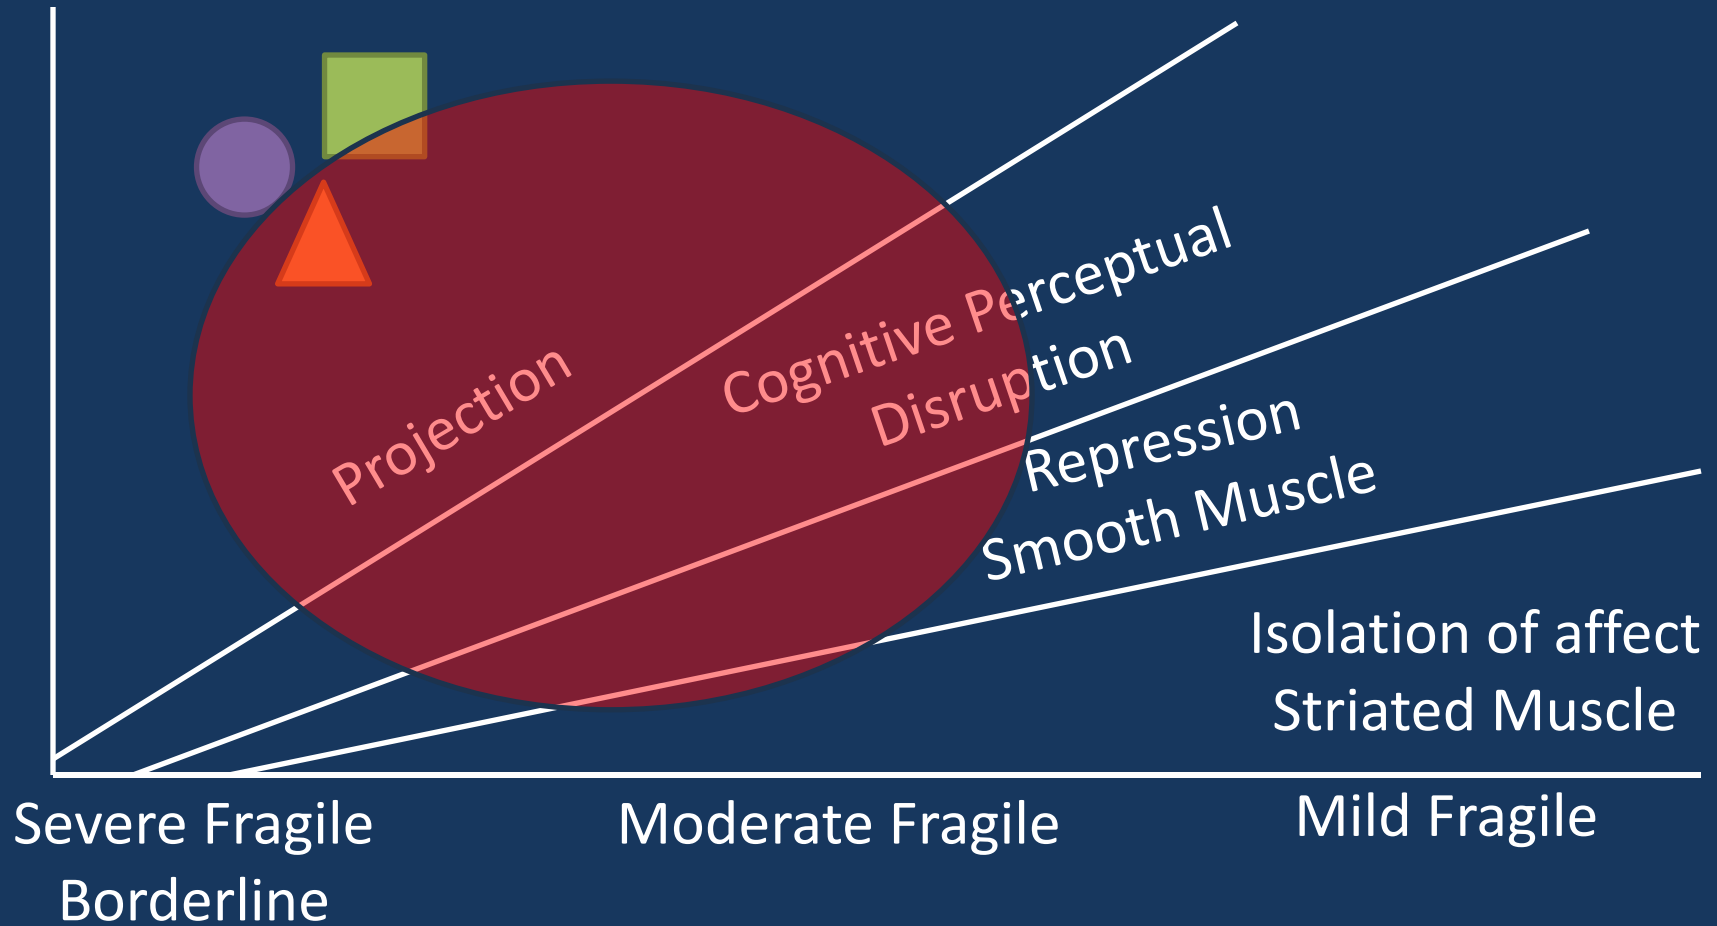 Projection
Cognitive Perceptual
Disruption
Repression
Smooth Muscle
Isolation of affect
Striated Muscle
Severe Fragile
Borderline
Moderate Fragile
Mild Fragile